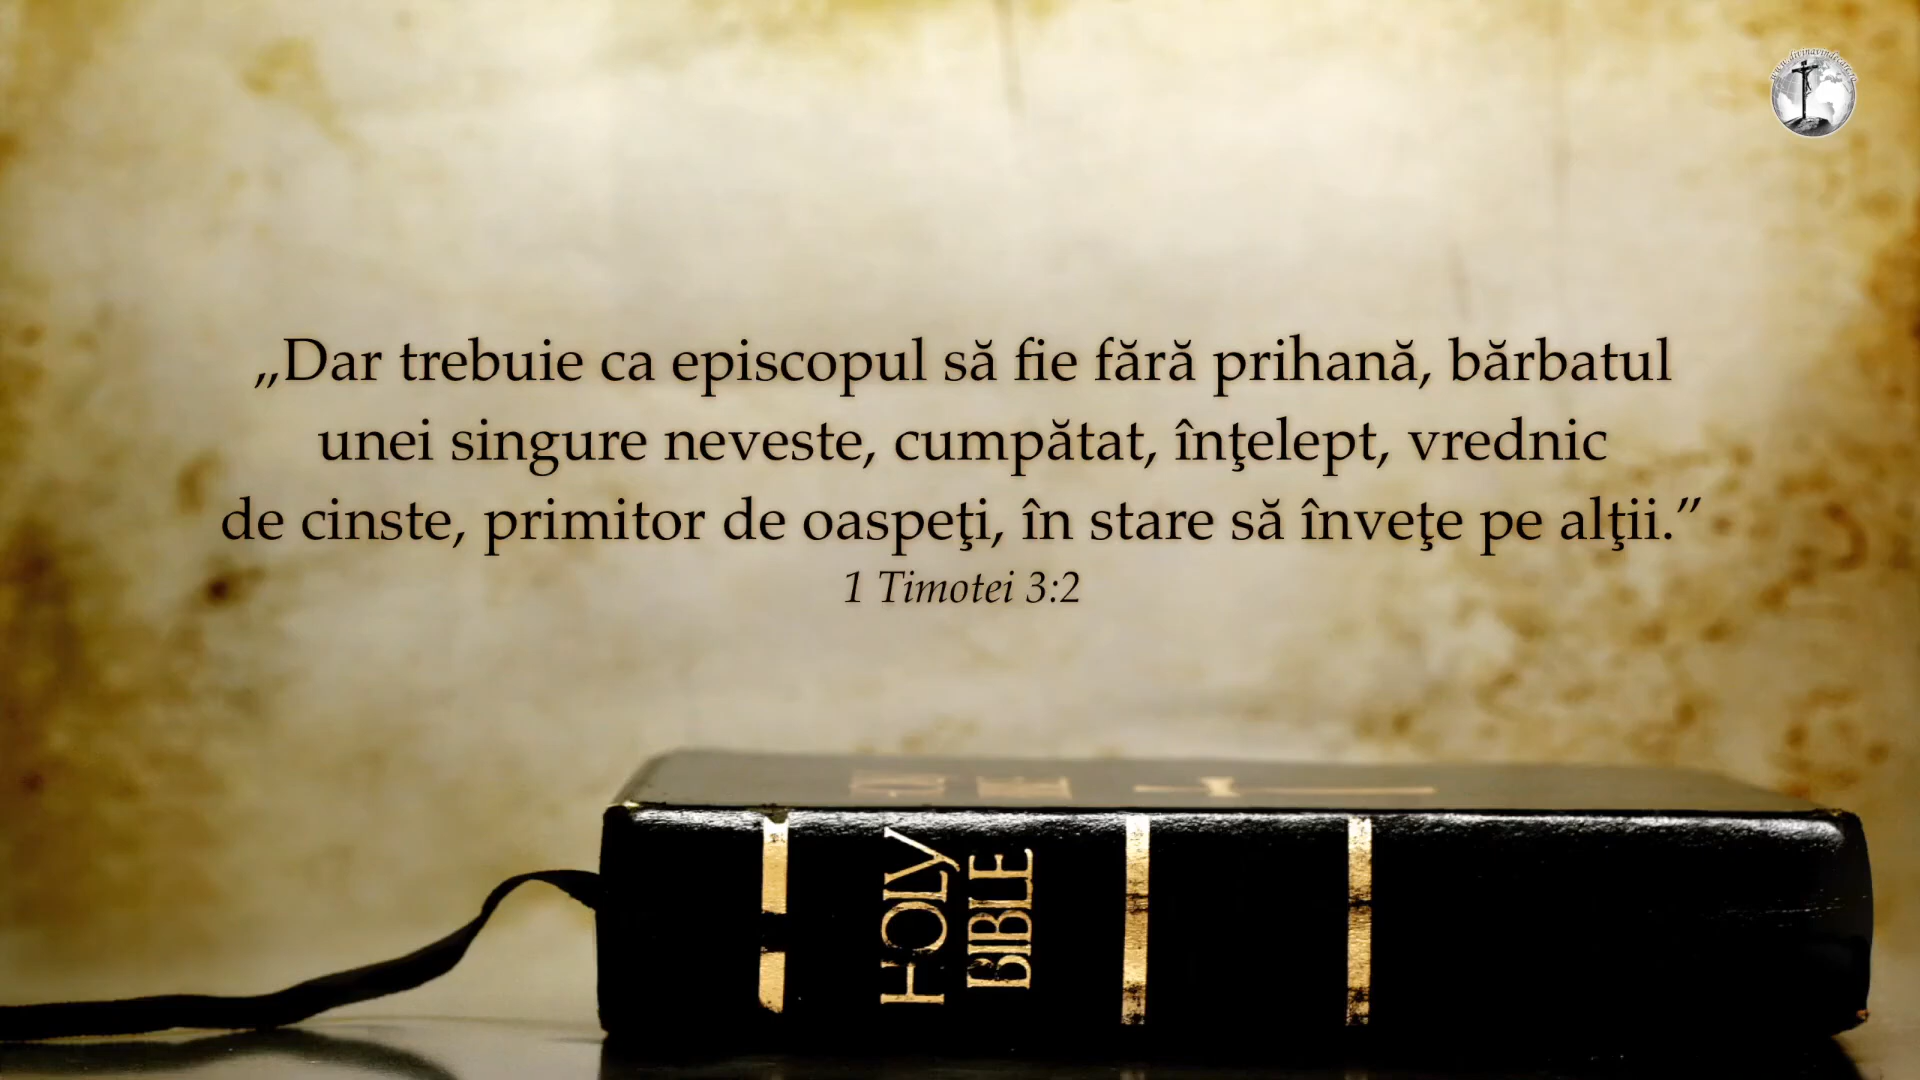 „Dar trebuie ca episcopul să fie fără prihană, bărbatul
unei singure neveste, cumpătat, înţelept, vrednic
de cinste, primitor de oaspeţi, în stare să înveţe pe alţii.”
1 Timotei 3:2
HOLY
BIBLE